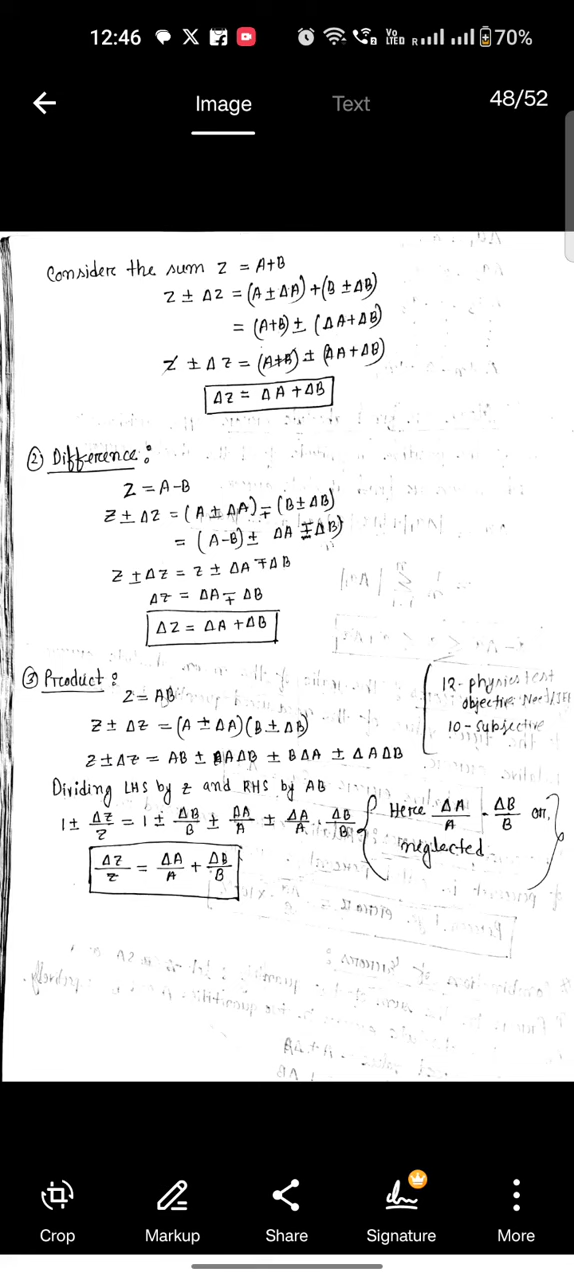 12:46
Vo LTED R 70%
Image Text 48/52
Consider the sum Z = A+B
Z ± ΔZ = (A ± ΔA) + (B ± ΔB)
= (A+B) ± (ΔA+ΔB)
Z ± ΔZ = (A+B) ± (ΔA+ΔB)
ΔZ = ΔA + ΔB
② Difference :
Z = A-B
Z ± ΔZ = (A ± ΔA) ∓ (B ± ΔB)
= (A-B) ± ΔA ∓ ΔB)
Z ± ΔZ = Z ± ΔA ∓ ΔB
ΔZ = ΔA ∓ ΔB
ΔZ = ΔA + ΔB
③ Product :
Z = AB
Z ± ΔZ = (A ± ΔA) (B ± ΔB)
Z ± ΔZ = AB ± AΔB ± BΔA ± ΔAΔB
12- physics test
objective-Neet/JEE
10-subjective
Dividing LHS by Z and RHS by AB
1 ± ΔZ/Z = 1 ± ΔB/B ± ΔA/A ± ΔA/A · ΔB/B { Here ΔA/A · ΔB/B are
neglected }
ΔZ/Z = ΔA/A + ΔB/B
Crop Markup Share Signature More